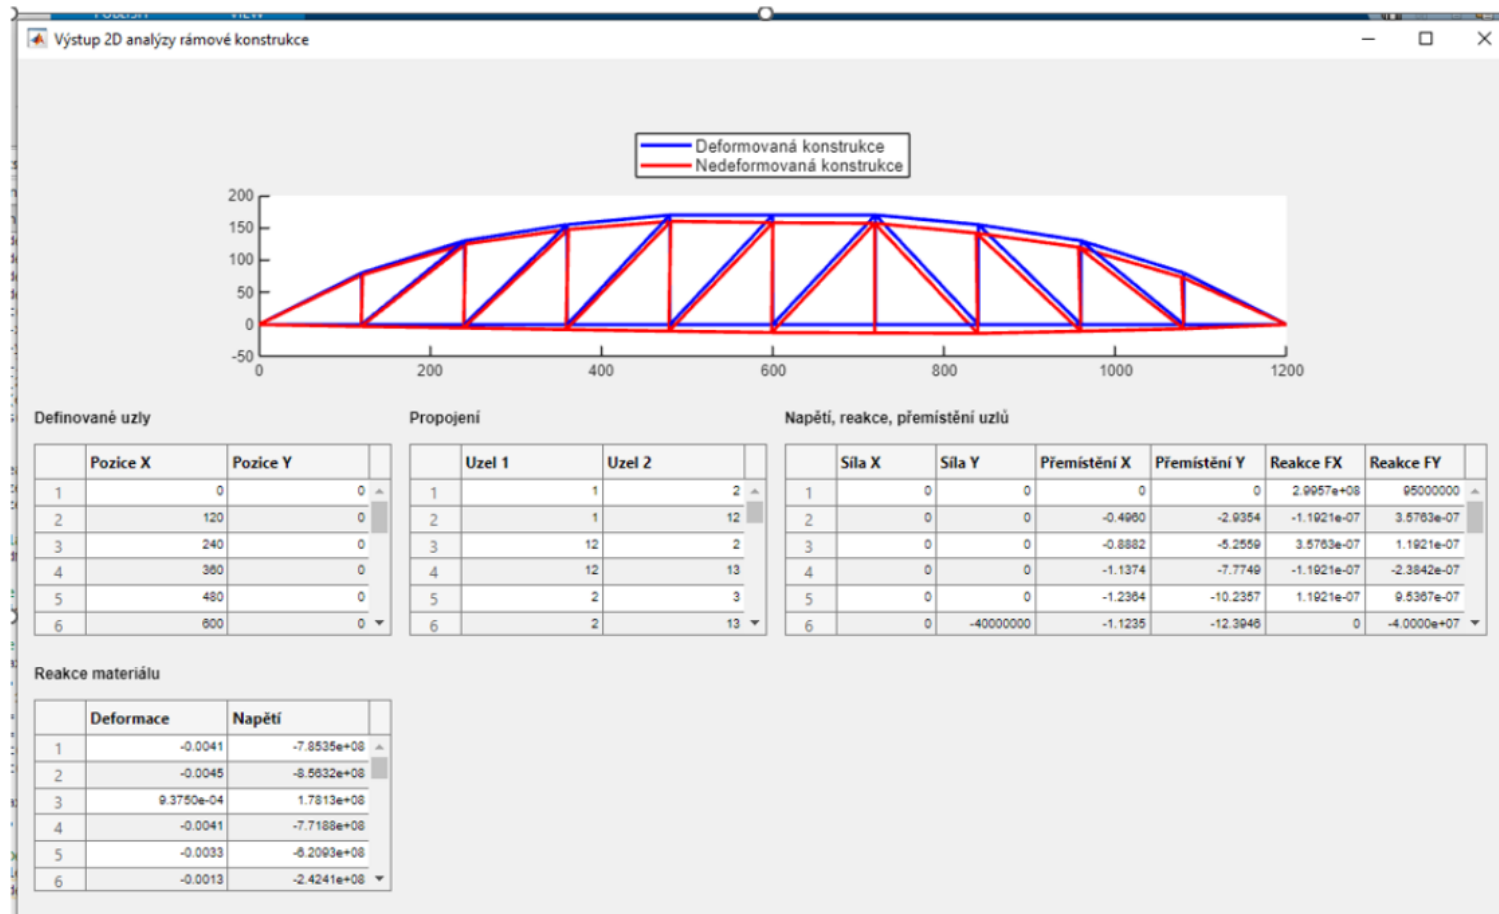 PUBLISH VIEW
Výstup 2D analýzy rámové konstrukce
Deformovaná konstrukce
Nedeformovaná konstrukce
200
150
100
50
0
-50
0 200 400 600 800 1000 1200
Definované uzly
Pozice X Pozice Y
1 0 0
2 120 0
3 240 0
4 360 0
5 480 0
6 600 0
Propojení
Uzel 1 Uzel 2
1 1 2
2 1 12
3 12 2
4 12 13
5 2 3
6 2 13
Napětí, reakce, přemístění uzlů
Síla X Síla Y Přemístění X Přemístění Y Reakce FX Reakce FY
1 0 0 0 0 2.9957e+08 95000000
2 0 0 -0.4960 -2.9354 -1.1921e-07 3.5763e-07
3 0 0 -0.8882 -5.2559 3.5763e-07 1.1921e-07
4 0 0 -1.1374 -7.7749 -1.1921e-07 -2.3842e-07
5 0 0 -1.2364 -10.2357 1.1921e-07 9.5367e-07
6 0 -40000000 -1.1235 -12.3946 0 -4.0000e+07
Reakce materiálu
Deformace Napětí
1 -0.0041 -7.8535e+08
2 -0.0045 -8.5632e+08
3 9.3750e-04 1.7813e+08
4 -0.0041 -7.7188e+08
5 -0.0033 -6.2093e+08
6 -0.0013 -2.4241e+08